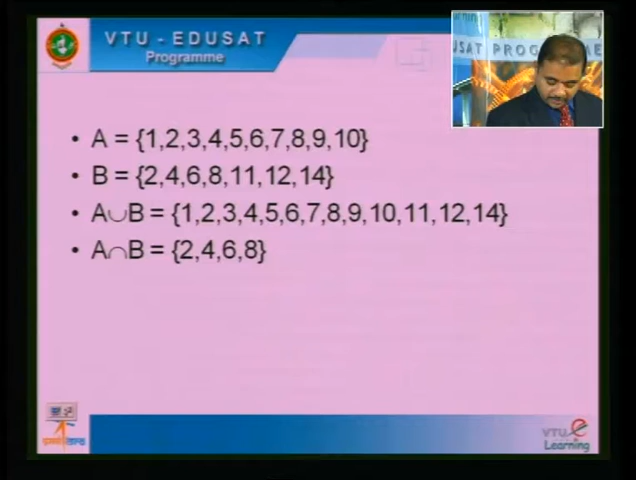 VTU - EDUSAT
Programme
USAT PROGRAMME
• A = {1,2,3,4,5,6,7,8,9,10}
• B = {2,4,6,8,11,12,14}
• A∪B = {1,2,3,4,5,6,7,8,9,10,11,12,14}
• A∩B = {2,4,6,8}
VTU e
Learning